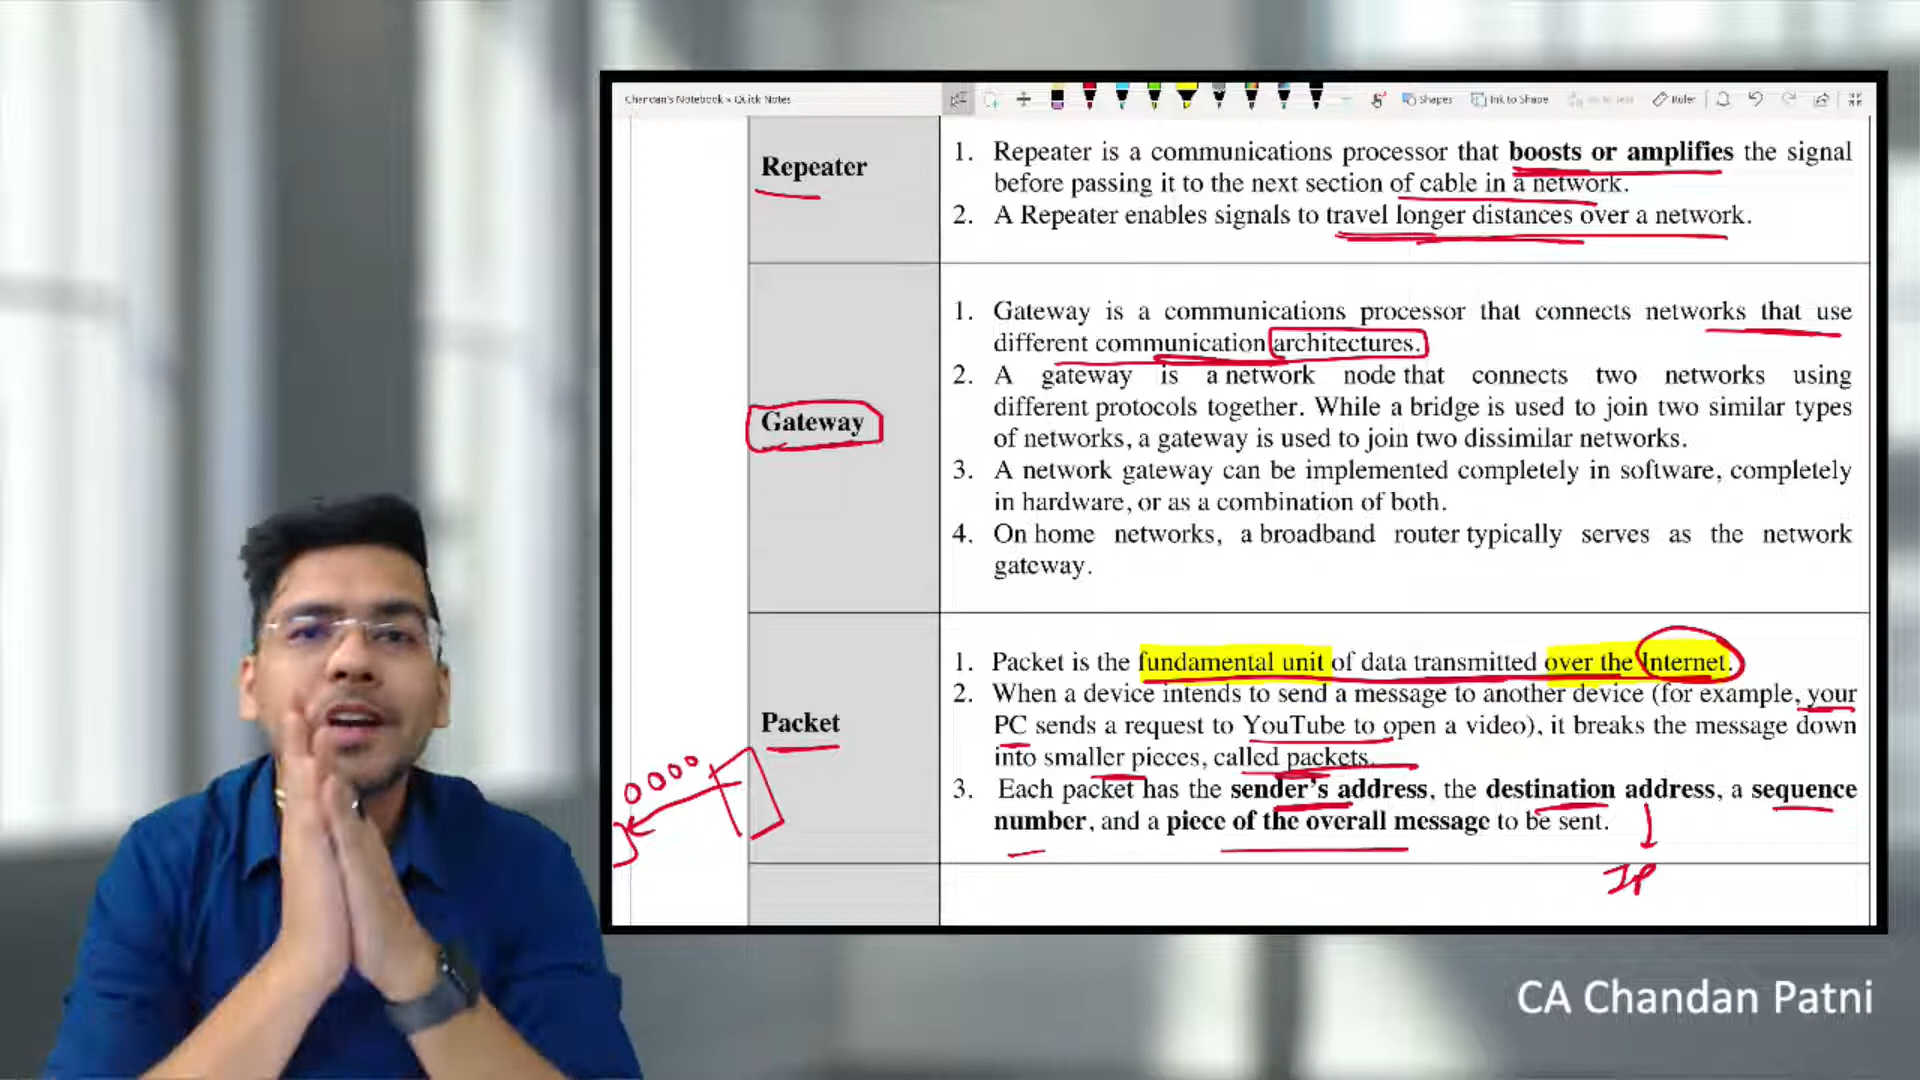 Chandan's Notebook » Quick Notes
Shapes
Ink to Shape
Ruler
Repeater
1. Repeater is a communications processor that boosts or amplifies the signal
before passing it to the next section of cable in a network.
2. A Repeater enables signals to travel longer distances over a network.
Gateway
1. Gateway is a communications processor that connects networks that use
different communication architectures.
2. A gateway is a network node that connects two networks using
different protocols together. While a bridge is used to join two similar types
of networks, a gateway is used to join two dissimilar networks.
3. A network gateway can be implemented completely in software, completely
in hardware, or as a combination of both.
4. On home networks, a broadband router typically serves as the network
gateway.
Packet
1. Packet is the fundamental unit of data transmitted over the Internet.
2. When a device intends to send a message to another device (for example, your
PC sends a request to YouTube to open a video), it breaks the message down
into smaller pieces, called packets.
3. Each packet has the sender's address, the destination address, a sequence
number, and a piece of the overall message to be sent.
IP
CA Chandan Patni